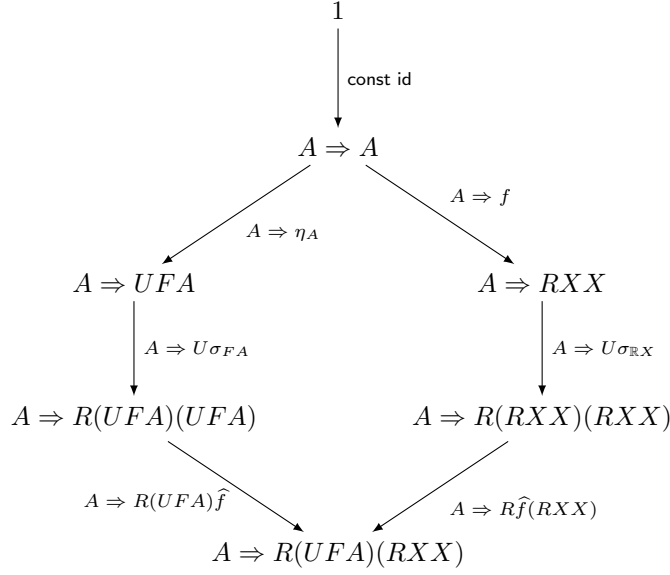 1
const id
A ⇒ A
A ⇒ f
A ⇒ η_A
A ⇒ UFA
A ⇒ RXX
A ⇒ Uσ_{FA}
A ⇒ Uσ_{ℝX}
A ⇒ R(UFA)(UFA)
A ⇒ R(RXX)(RXX)
A ⇒ R(UFA)f̂
A ⇒ Rf̂(RXX)
A ⇒ R(UFA)(RXX)